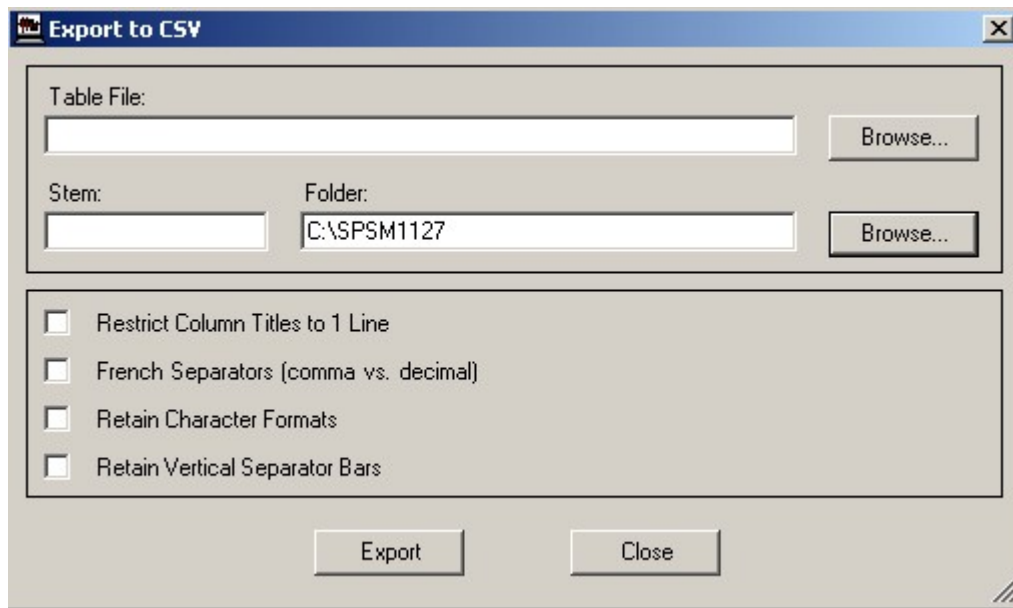 Export to CSV
Table File:
Browse...
Stem: Folder:
C:\SPSM1127 Browse...
Restrict Column Titles to 1 Line
French Separators (comma vs. decimal)
Retain Character Formats
Retain Vertical Separator Bars
Export Close